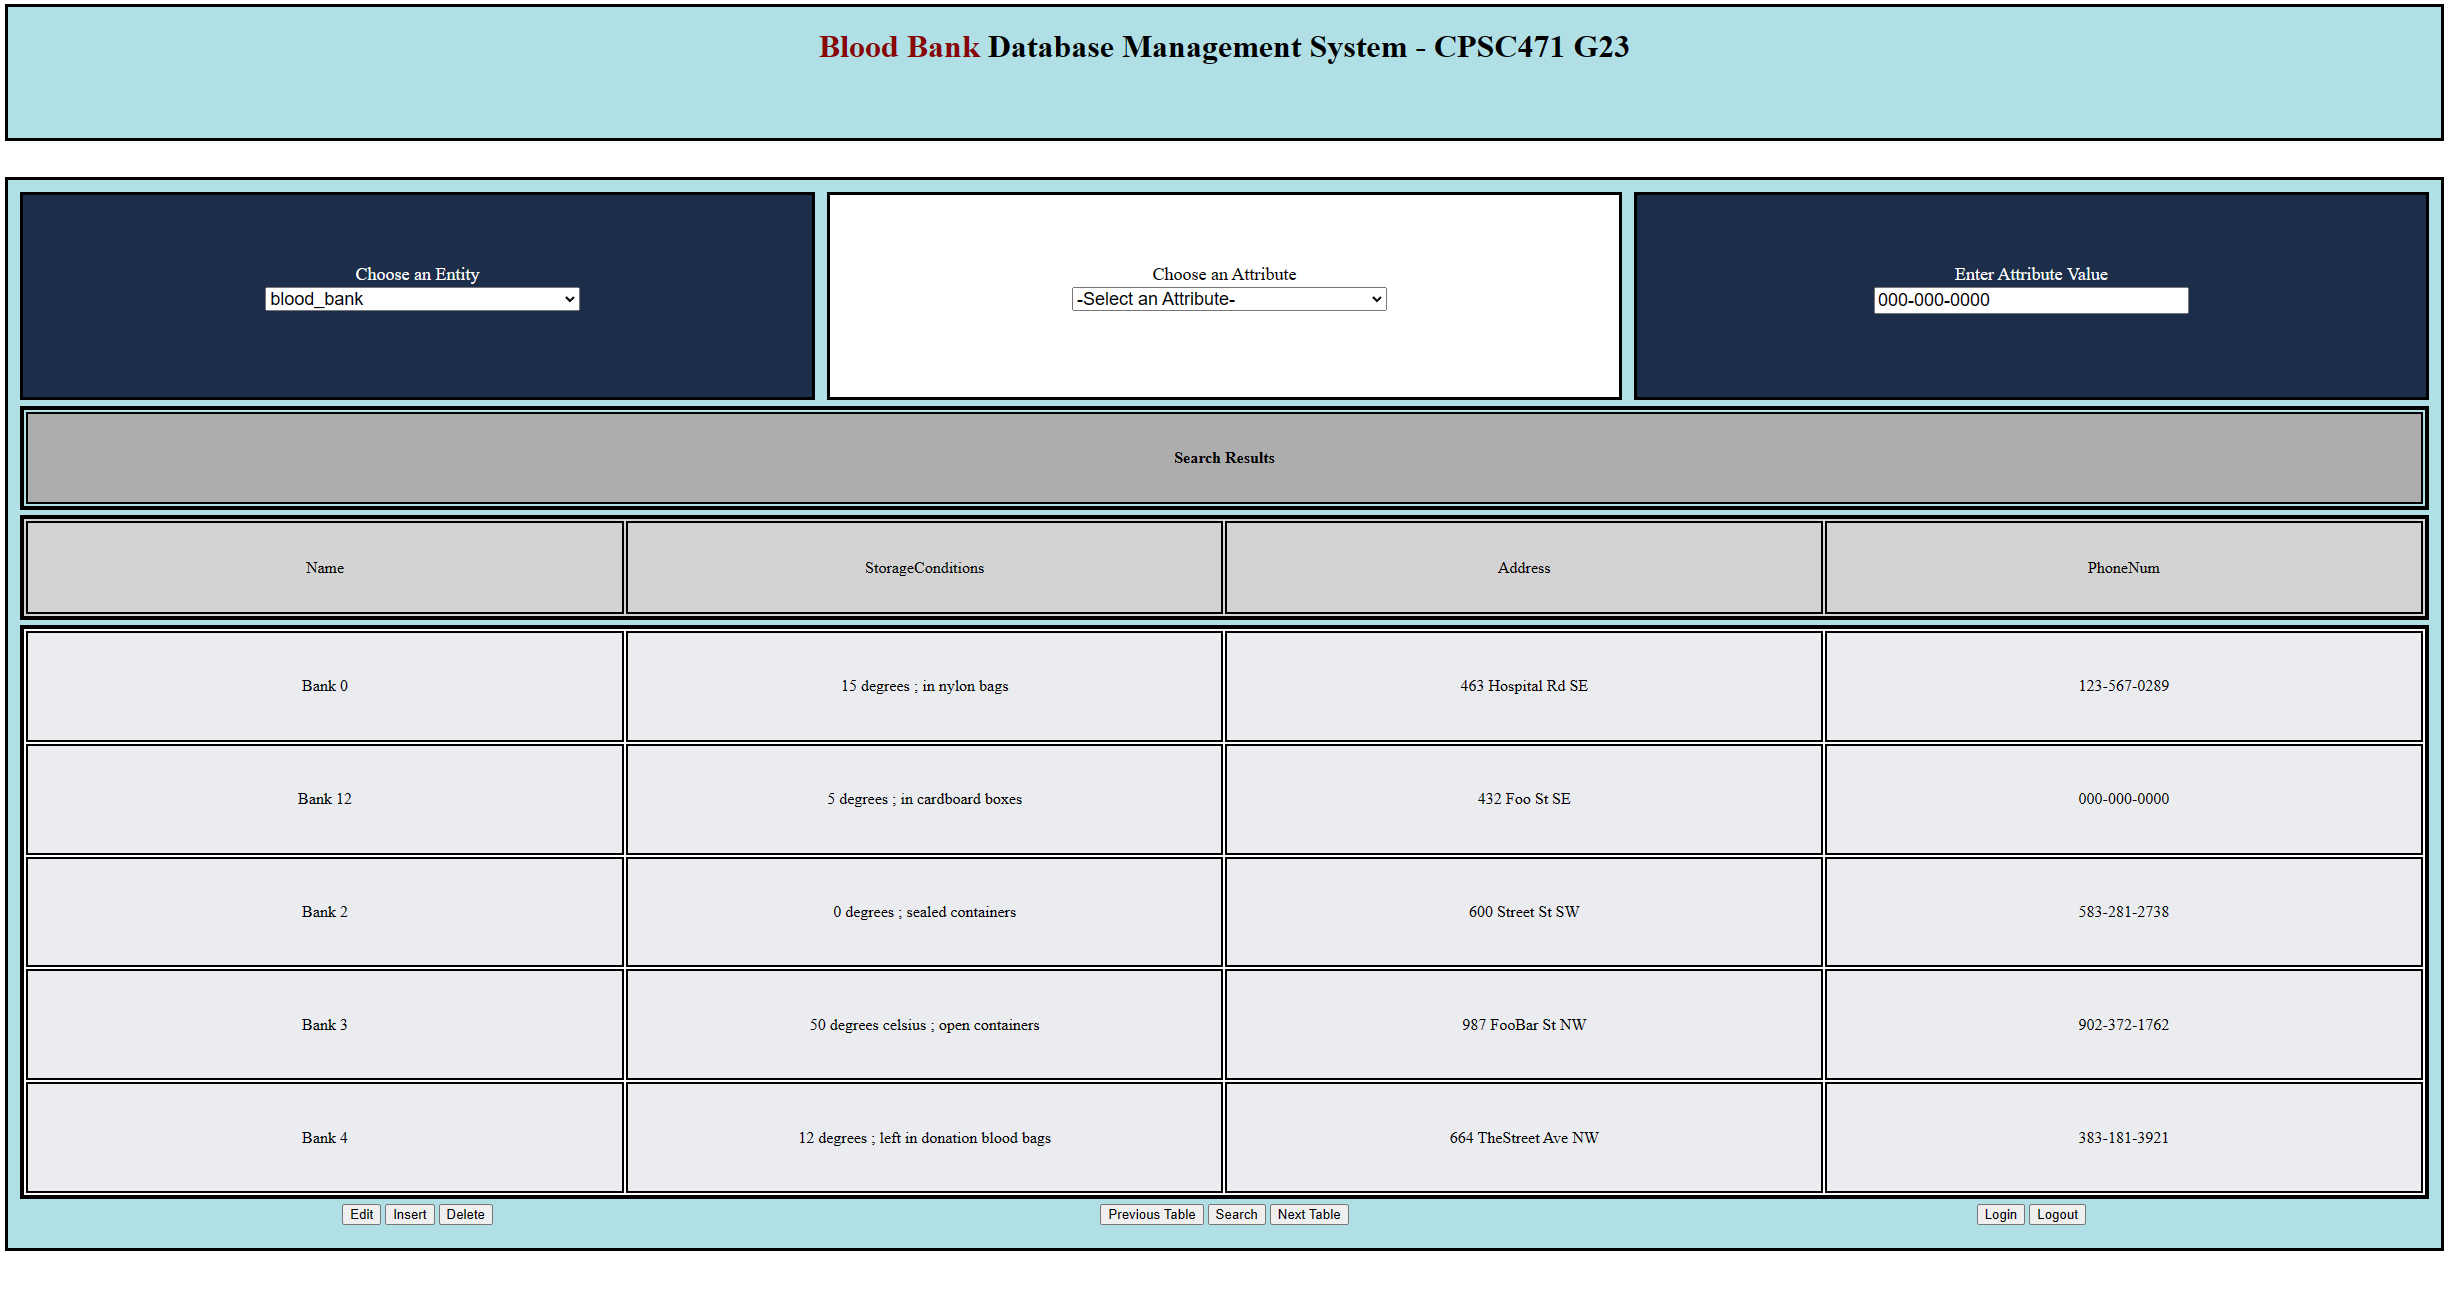 Blood Bank Database Management System - CPSC471 G23
Choose an Entity
blood_bank
Choose an Attribute
-Select an Attribute-
Enter Attribute Value
000-000-0000
Search Results
Name StorageConditions Address PhoneNum
Bank 0 15 degrees ; in nylon bags 463 Hospital Rd SE 123-567-0289
Bank 12 5 degrees ; in cardboard boxes 432 Foo St SE 000-000-0000
Bank 2 0 degrees ; sealed containers 600 Street St SW 583-281-2738
Bank 3 50 degrees celsius ; open containers 987 FooBar St NW 902-372-1762
Bank 4 12 degrees ; left in donation blood bags 664 TheStreet Ave NW 383-181-3921
Edit Insert Delete Previous Table Search Next Table Login Logout